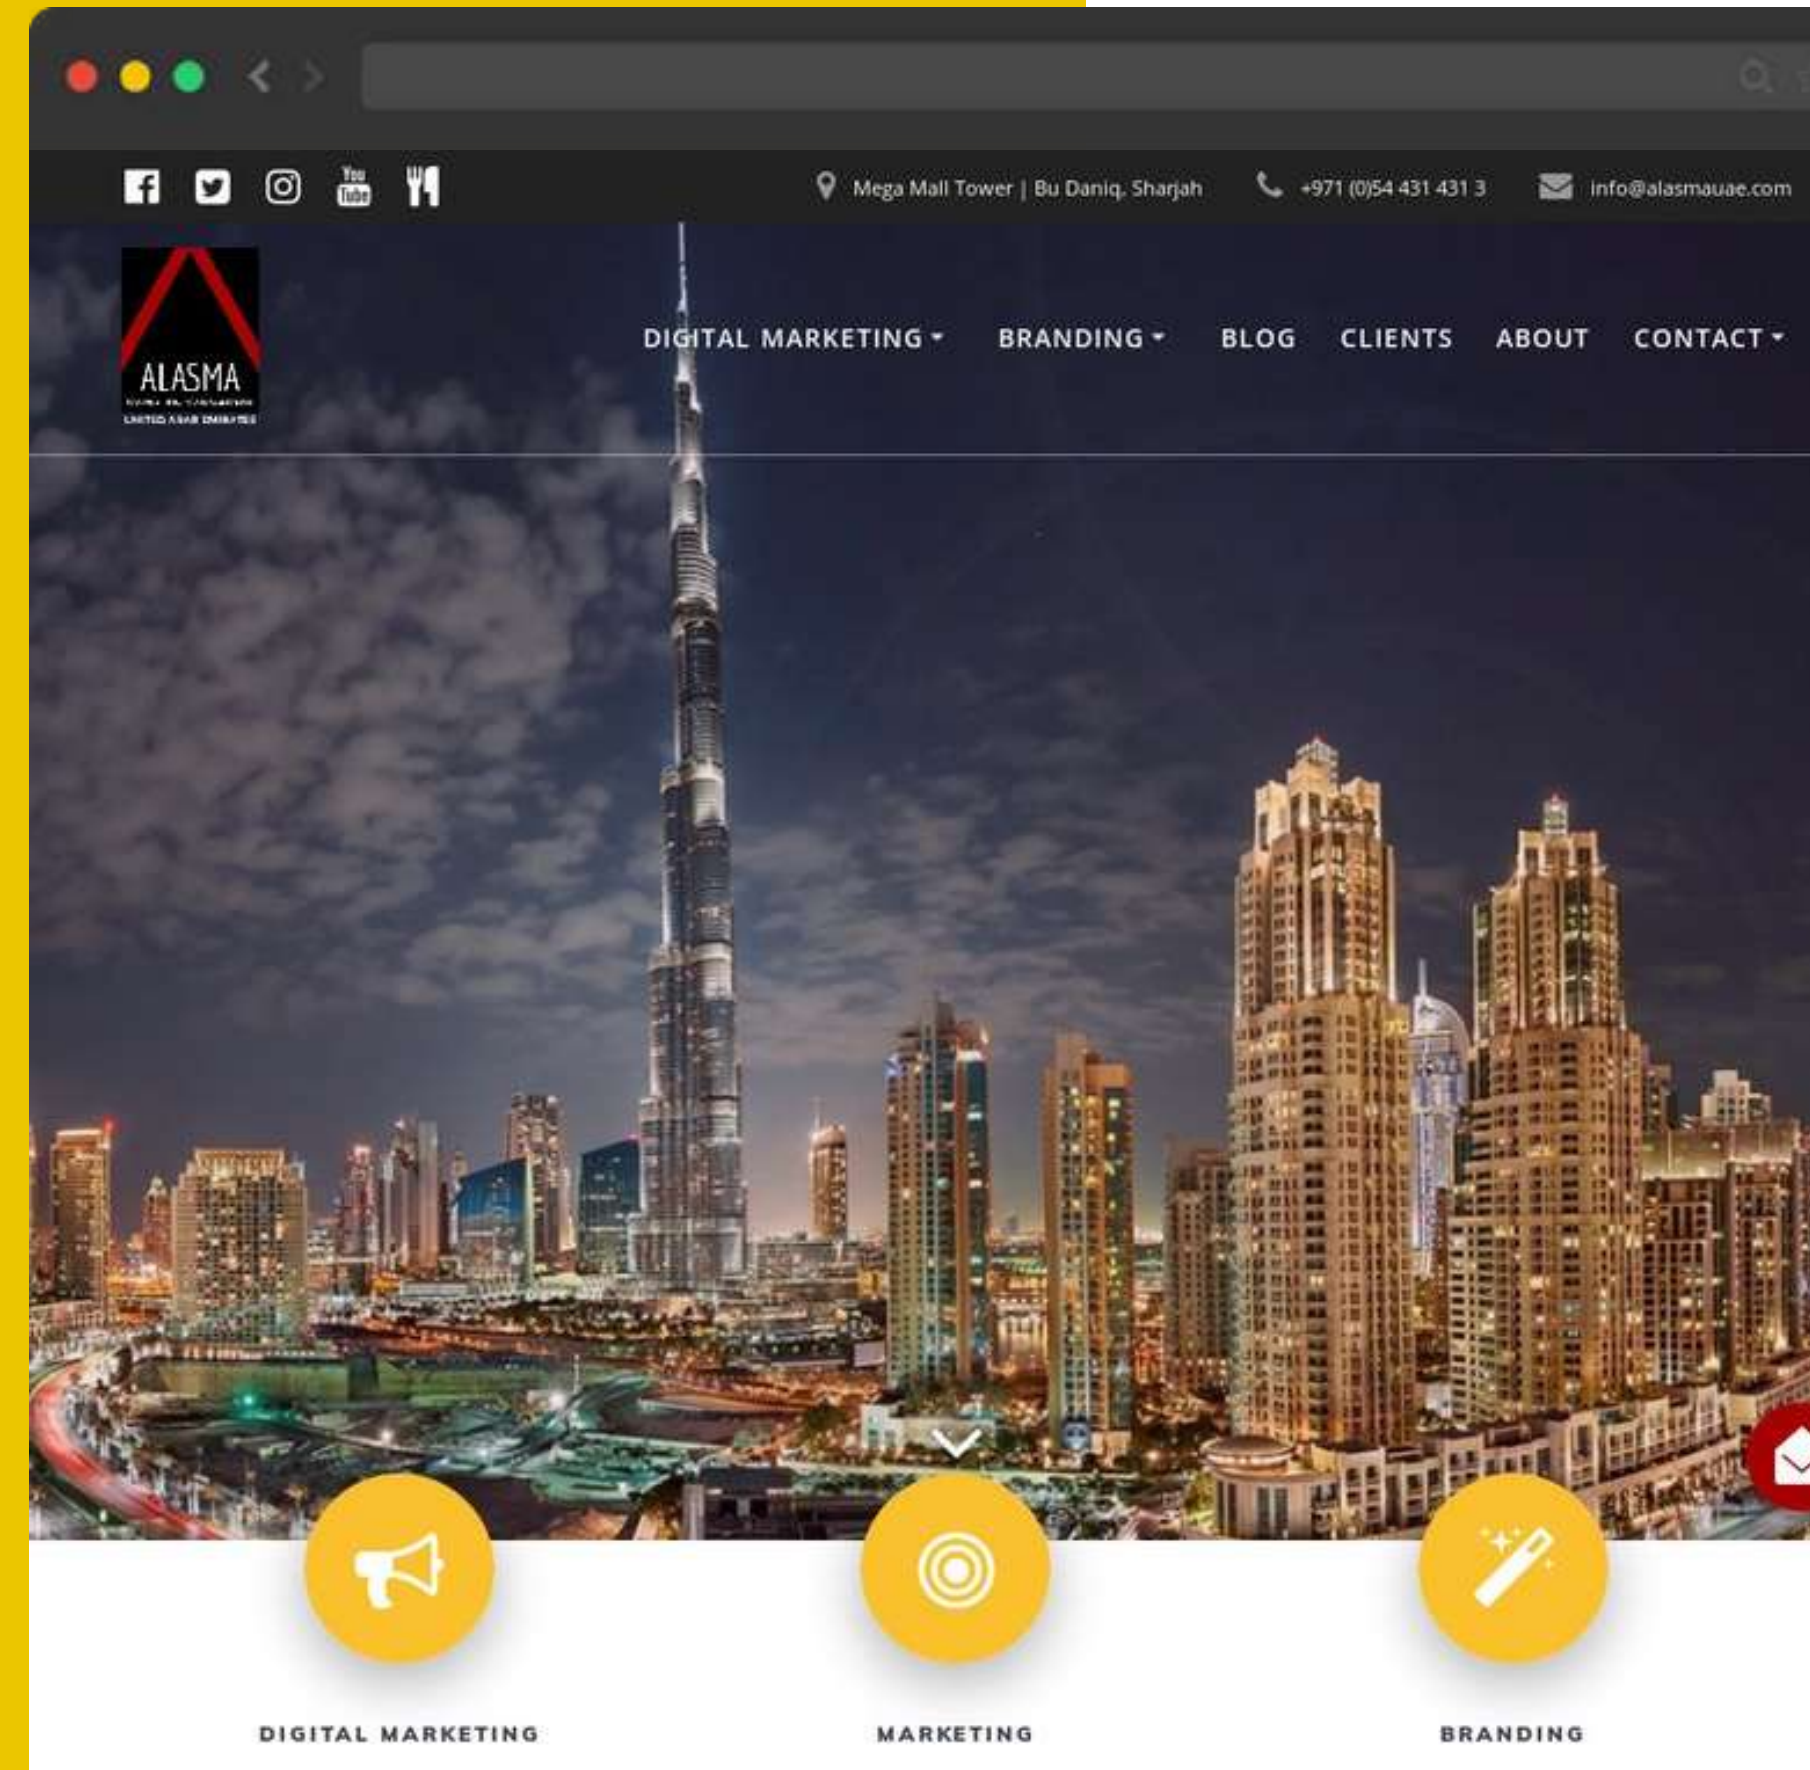 You
Tube
Mega Mall Tower | Bu Daniq, Sharjah
+971 (0)54 431 431 3
info@alasmauae.com
DIGITAL MARKETING
BRANDING
BLOG
CLIENTS
ABOUT
CONTACT
ALASMA
UNITED ARAB EMIRATES
DIGITAL MARKETING
MARKETING
BRANDING